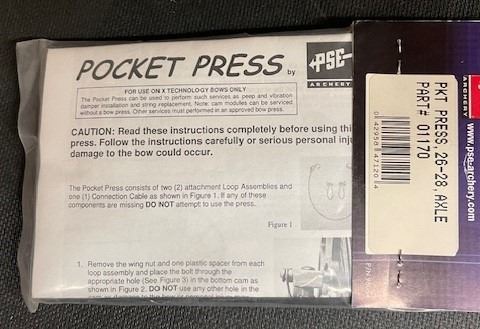 POCKET PRESS by PSE
ARCHERY
FOR USE ON X TECHNOLOGY BOWS ONLY
The Pocket Press can be used to perform such services as peep and vibration
damper installation and string replacement. Note: cam modules can be serviced
without a bow press. Other services must be performed in an approved bow press.
CAUTION: Read these instructions completely before using thi
press. Follow the instructions carefully or serious personal inju
damage to the bow could occur.
The Pocket Press consists of two (2) attachment Loop Assemblies and
one (1) Connection Cable as shown in Figure 1. If any of these
components are missing DO NOT attempt to use the press.
Figure 1
1. Remove the wing nut and one plastic spacer from each
loop assembly and place the bolt through the
appropriate hole (See Figure 3) in the bottom cam as
shown in Figure 2. DO NOT use any other hole in the
PKT PRESS, 26-28, AXLE
PART# 01170
0 42958 47120 4
ARCHERY
www.pse-archery.com